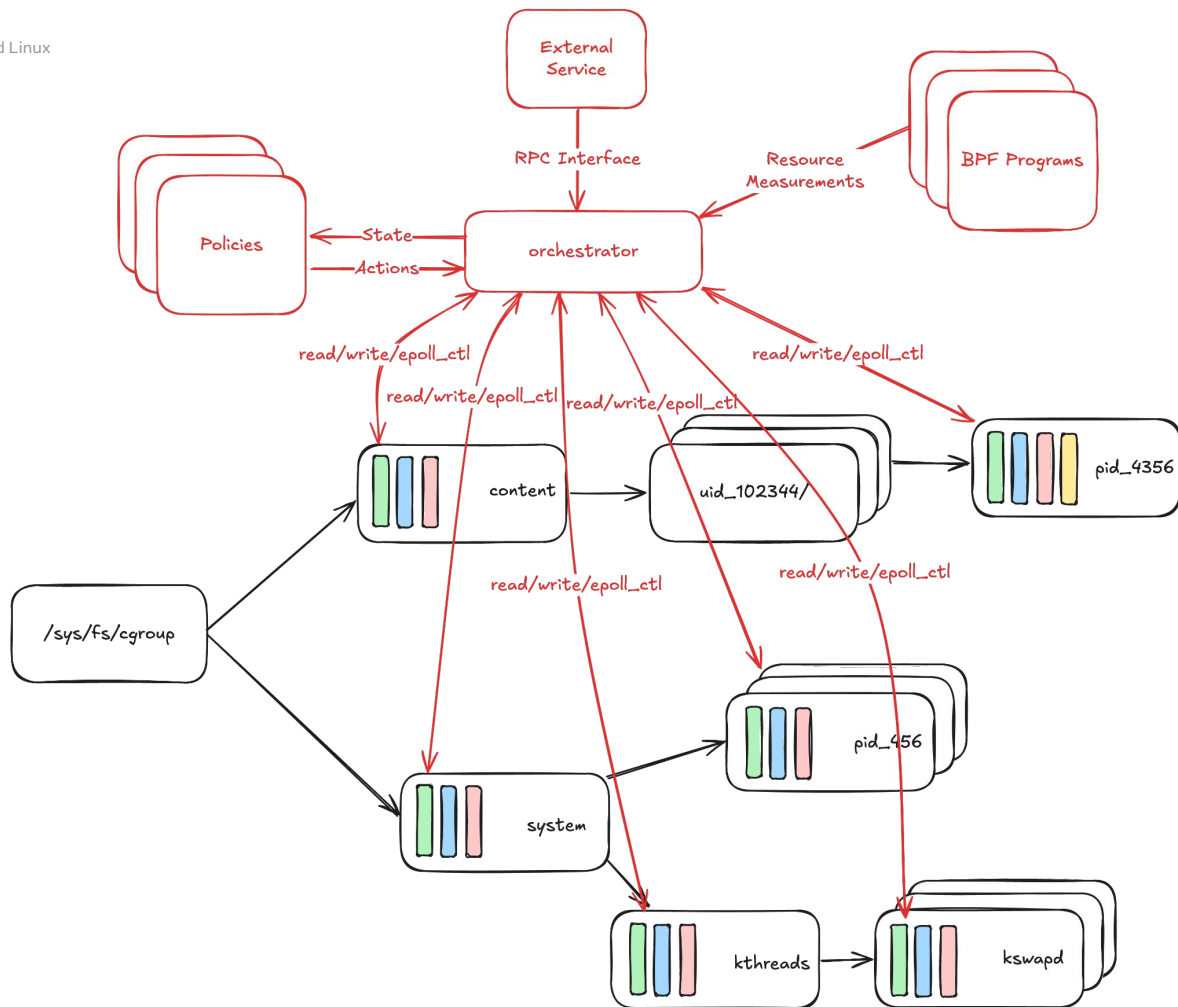 d Linux
External
Service
RPC Interface
Resource
Measurements
BPF Programs
Policies
State
Actions
orchestrator
read/write/epoll_ctl
read/write/epoll_ctl
read/write/epoll_ctl
read/write/epoll_ctl
content
uid_102344/
pid_4356
read/write/epoll_ctl
read/write/epoll_ctl
/sys/fs/cgroup
pid_456
system
kthreads
kswapd